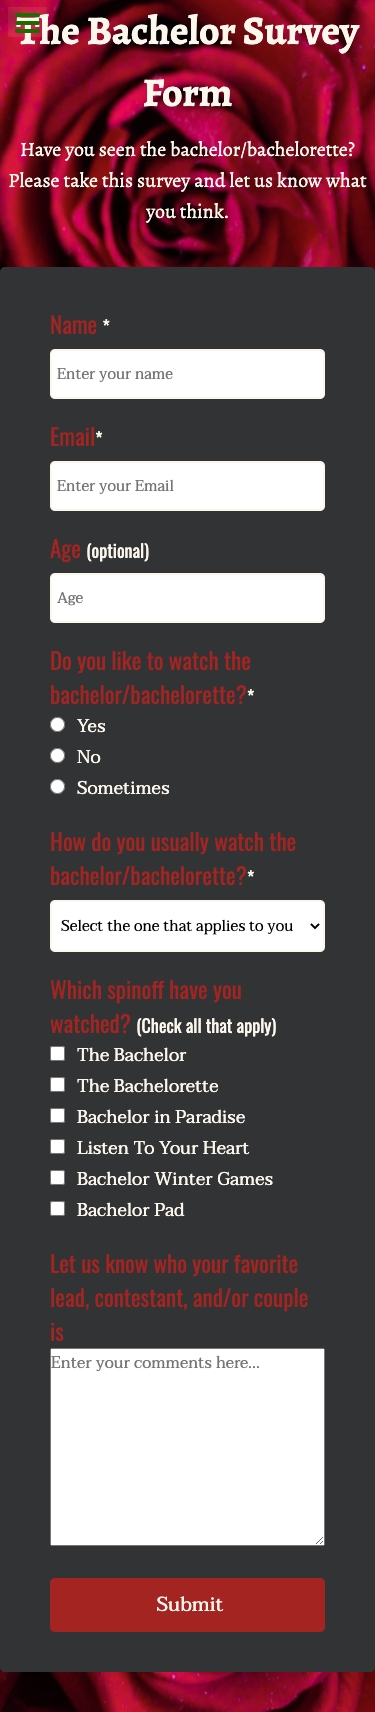 The Bachelor Survey
Form
Have you seen the bachelor/bachelorette?
Please take this survey and let us know what
you think.
Name *
Enter your name
Email*
Enter your Email
Age (optional)
Age
Do you like to watch the
bachelor/bachelorette?*
Yes
No
Sometimes
How do you usually watch the
bachelor/bachelorette?*
Select the one that applies to you
Which spinoff have you
watched? (Check all that apply)
The Bachelor
The Bachelorette
Bachelor in Paradise
Listen To Your Heart
Bachelor Winter Games
Bachelor Pad
Let us know who your favorite
lead, contestant, and/or couple
is
Enter your comments here...
Submit